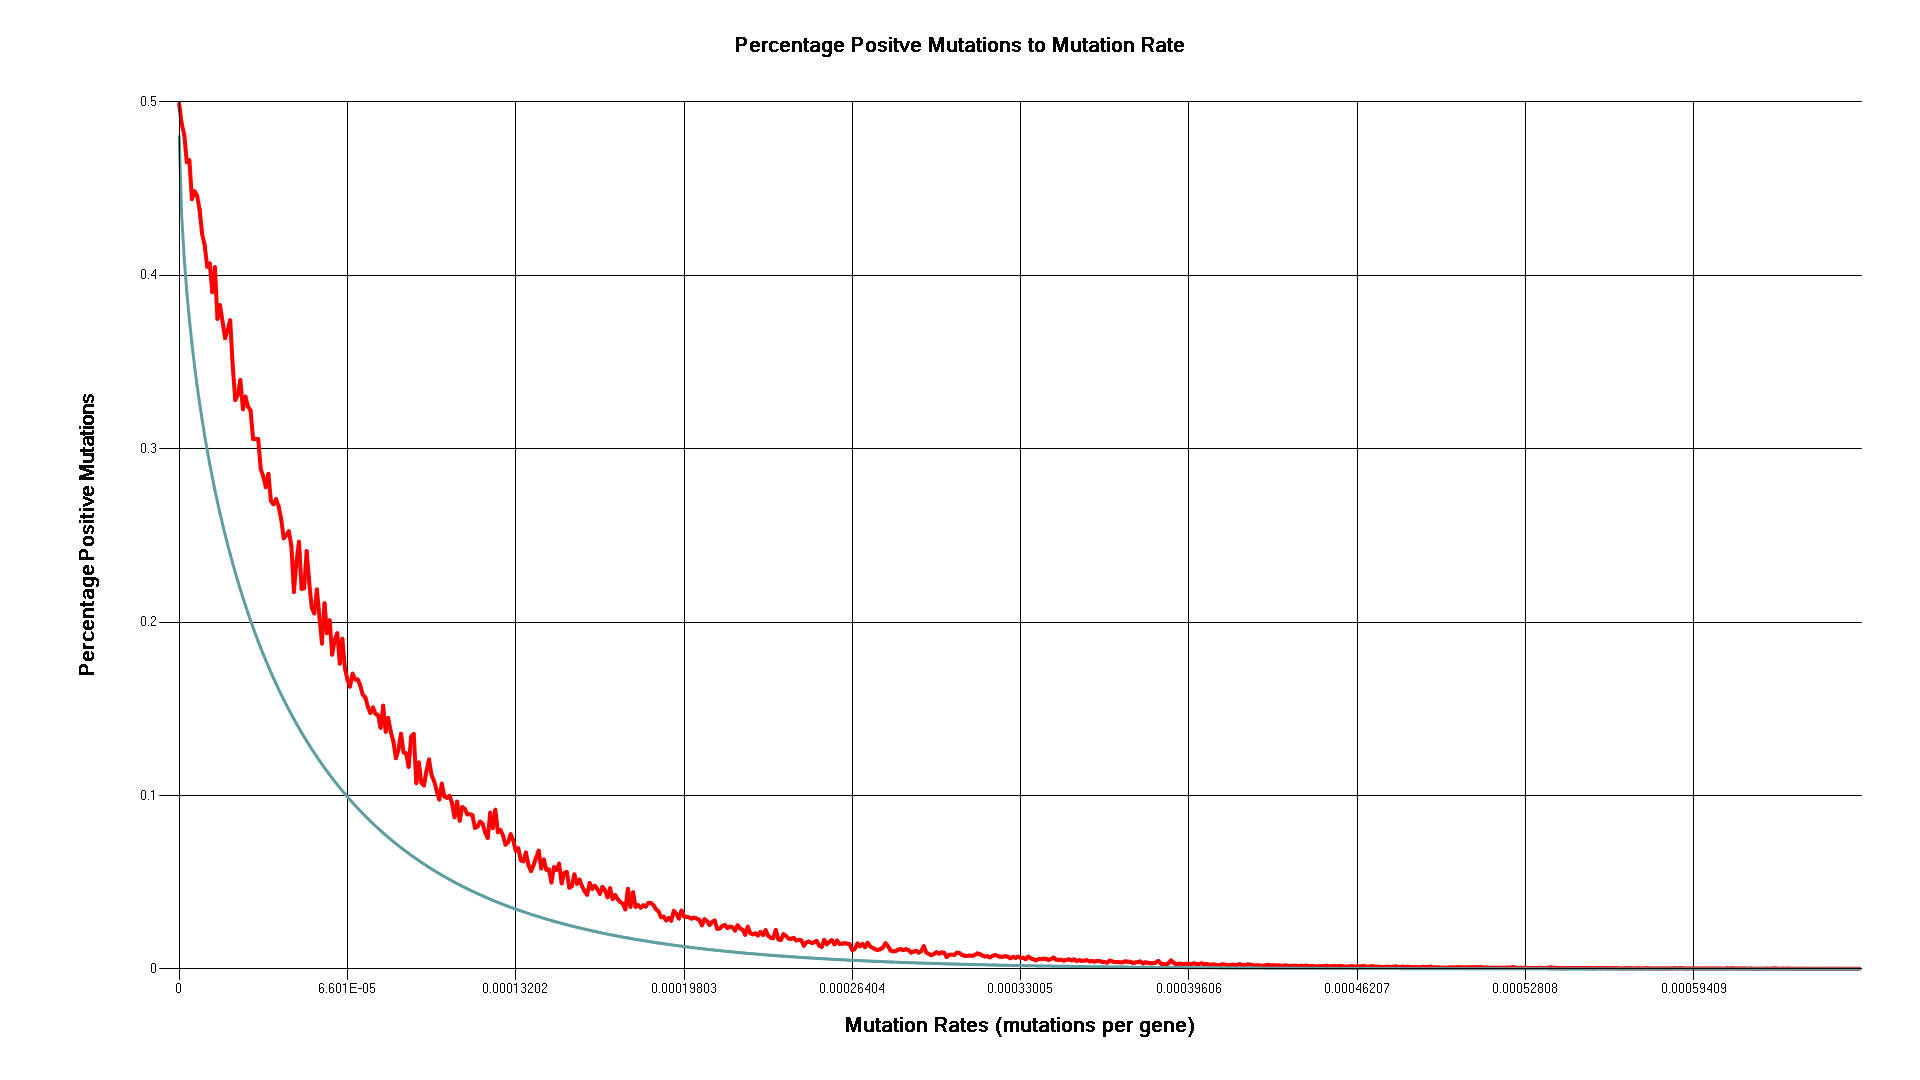 Percentage Positve Mutations to Mutation Rate
0.5
0.4
0.3
0.2
0.1
0
Percentage Positive Mutations
0 6.601E-05 0.00013202 0.00019803 0.00026404 0.00033005 0.00039606 0.00046207 0.00052808 0.00059409
Mutation Rates (mutations per gene)